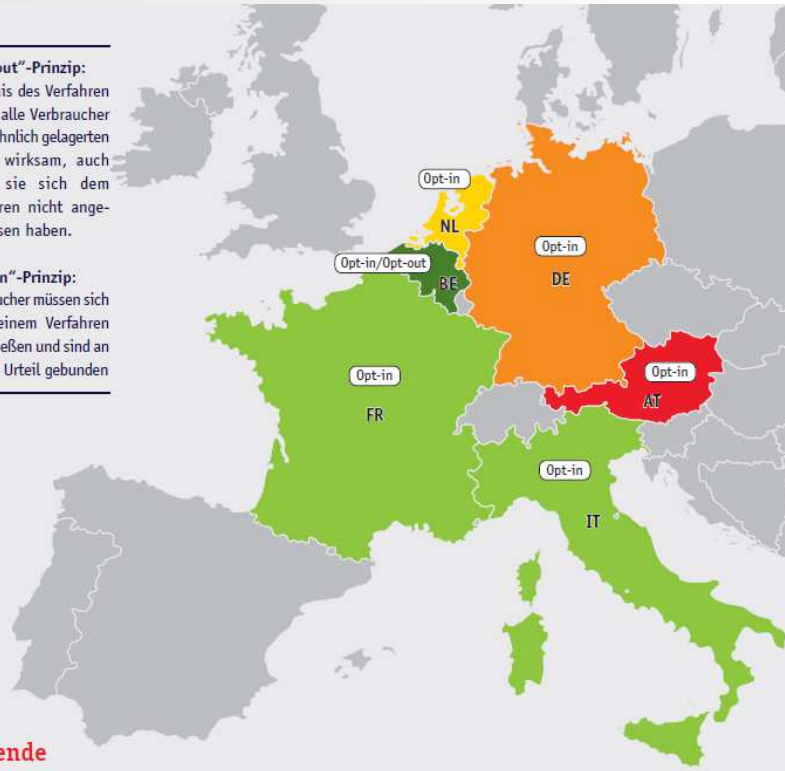 out“-Prinzip:
is des Verfahren
alle Verbraucher
hnlich gelagerten
wirksam, auch
sie sich dem
ren nicht ange-
sen haben.
n“-Prinzip:
ucher müssen sich
einem Verfahren
eßen und sind an
Urteil gebunden
Opt-in
NL
Opt-in/Opt-out
BE
Opt-in
DE
Opt-in
FR
Opt-in
AT
Opt-in
IT
ende